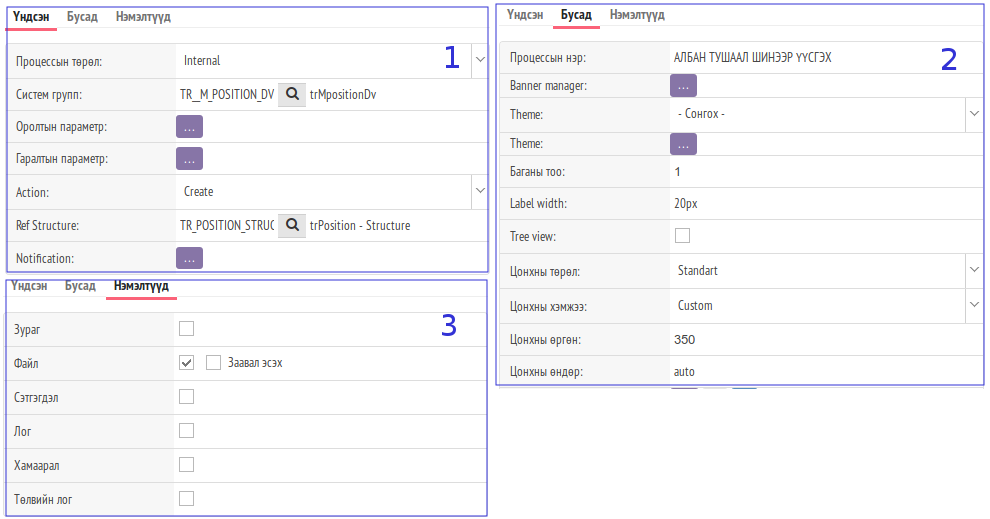 Үндсэн Бусад Нэмэлтүүд
1
Процессын төрөл: Internal
Систем групп: TR__M_POSITION_DV trMpositionDv
Оролтын параметр: ...
Гаралтын параметр: ...
Action: Create
Ref Structure: TR_POSITION_STRUC trPosition - Structure
Notification: ...
Үндсэн Бусад Нэмэлтүүд
2
Процессын нэр: АЛБАН ТУШААЛ ШИНЭЭР ҮҮСГЭХ
Banner manager: ...
Theme: - Сонгох -
Theme: ...
Баганы тоо: 1
Label width: 20px
Tree view:
Цонхны төрөл: Standart
Цонхны хэмжээ: Custom
Цонхны өргөн: 350
Цонхны өндөр: auto
Үндсэн Бусад Нэмэлтүүд
3
Зураг
Файл Заавал эсэх
Сэтгэгдэл
Лог
Хамаарал
Төлвийн лог